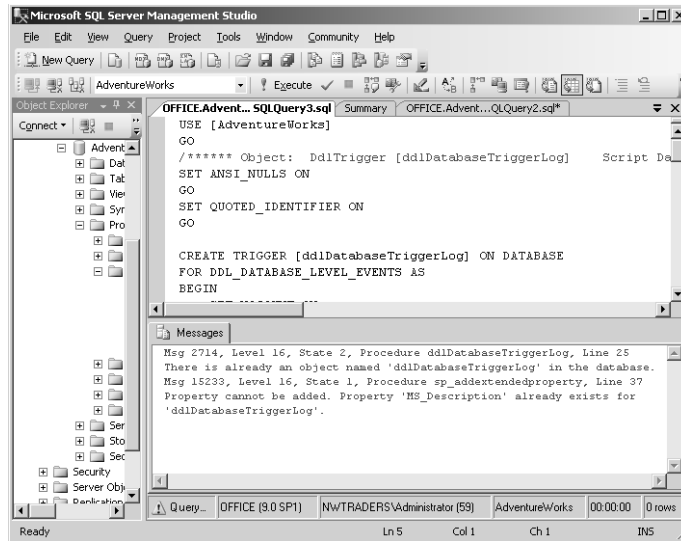 Microsoft SQL Server Management Studio
File Edit View Query Project Tools Window Community Help
New Query
AdventureWorks Execute
Object Explorer
Connect
OFFICE.Advent... SQLQuery3.sql Summary OFFICE.Advent...QLQuery2.sql*
Advent
Dat
Tab
Viev
Syr
Pro
Ser
Sto
Sec
Security
Server Obje
Replication
USE [AdventureWorks]
GO
/****** Object: DdlTrigger [ddlDatabaseTriggerLog] Script Da
SET ANSI_NULLS ON
GO
SET QUOTED_IDENTIFIER ON
GO
CREATE TRIGGER [ddlDatabaseTriggerLog] ON DATABASE
FOR DDL_DATABASE_LEVEL_EVENTS AS
BEGIN
Messages
Msg 2714, Level 16, State 2, Procedure ddlDatabaseTriggerLog, Line 25
There is already an object named 'ddlDatabaseTriggerLog' in the database.
Msg 15233, Level 16, State 1, Procedure sp_addextendedproperty, Line 37
Property cannot be added. Property 'MS_Description' already exists for
'ddlDatabaseTriggerLog'.
Query... OFFICE (9.0 SP1) NWTRADERS\Administrator (59) AdventureWorks 00:00:00 0 rows
Ready Ln 5 Col 1 Ch 1 INS